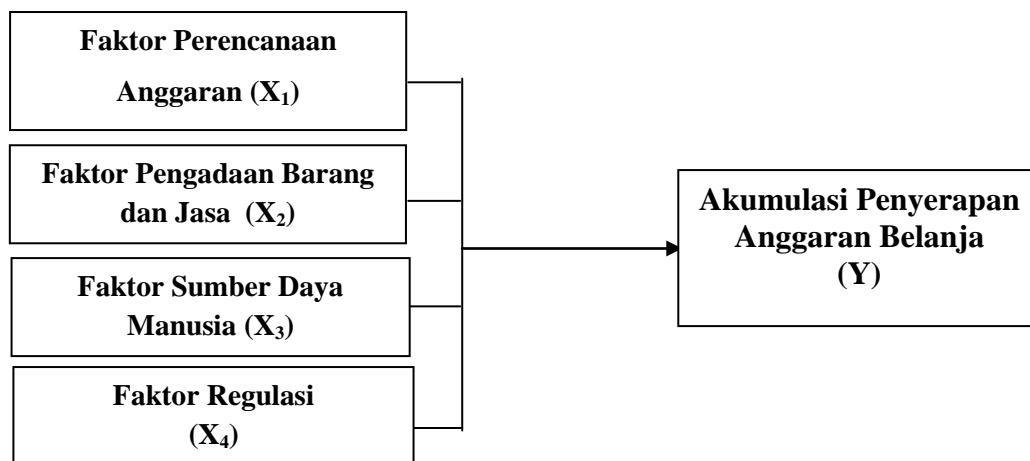 Faktor Perencanaan
Anggaran (X₁)
Faktor Pengadaan Barang
dan Jasa (X₂)
Faktor Sumber Daya
Manusia (X₃)
Faktor Regulasi
(X₄)
Akumulasi Penyerapan
Anggaran Belanja
(Y)